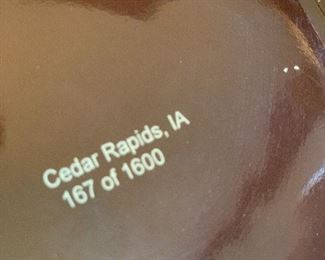 Cedar Rapids, IA
167 of 1600